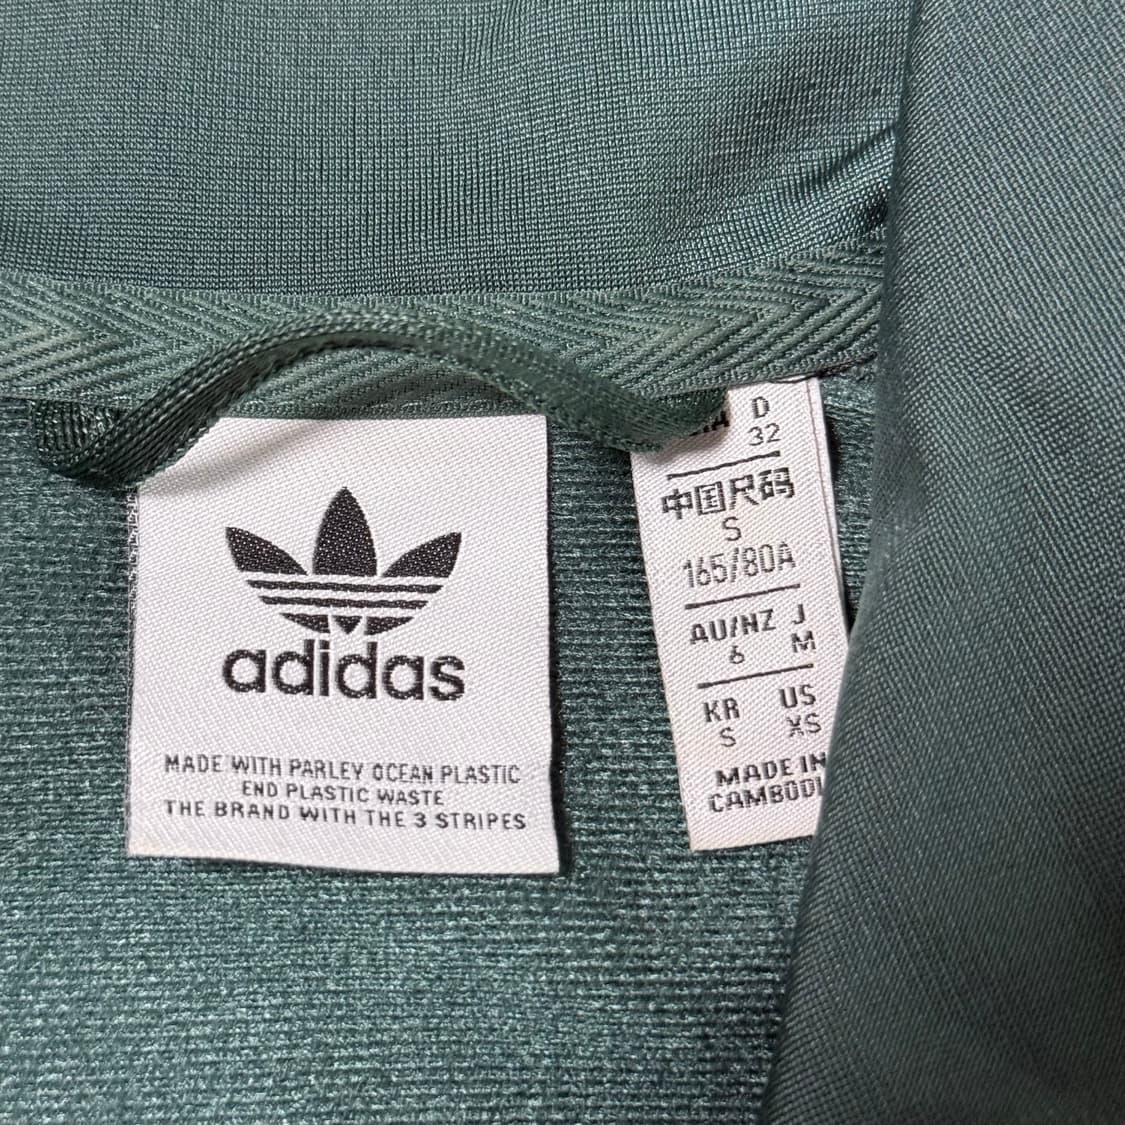 adidas
MADE WITH PARLEY OCEAN PLASTIC
END PLASTIC WASTE
THE BRAND WITH THE 3 STRIPES
D
32
中国尺码
S
165/80A
AU/NZ J
6 M
KR US
S XS
MADE IN